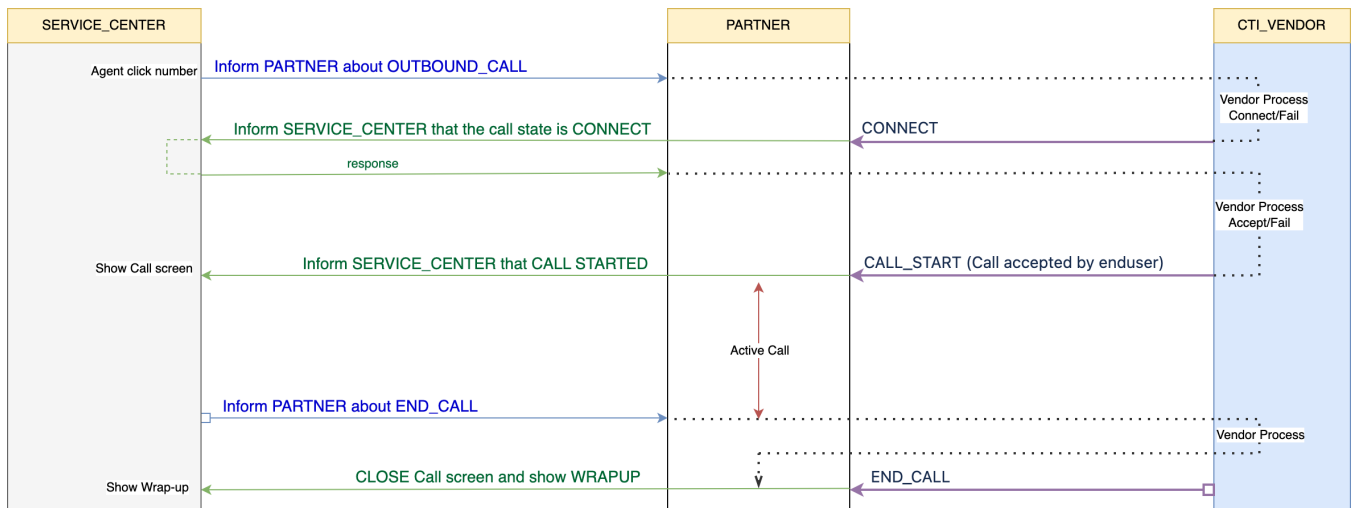 SERVICE_CENTER
PARTNER
CTI_VENDOR
Agent click number
Inform PARTNER about OUTBOUND_CALL
Vendor Process
Connect/Fail
Inform SERVICE_CENTER that the call state is CONNECT
CONNECT
response
Vendor Process
Accept/Fail
Show Call screen
Inform SERVICE_CENTER that CALL STARTED
CALL_START (Call accepted by enduser)
Active Call
Inform PARTNER about END_CALL
Vendor Process
Show Wrap-up
CLOSE Call screen and show WRAPUP
END_CALL